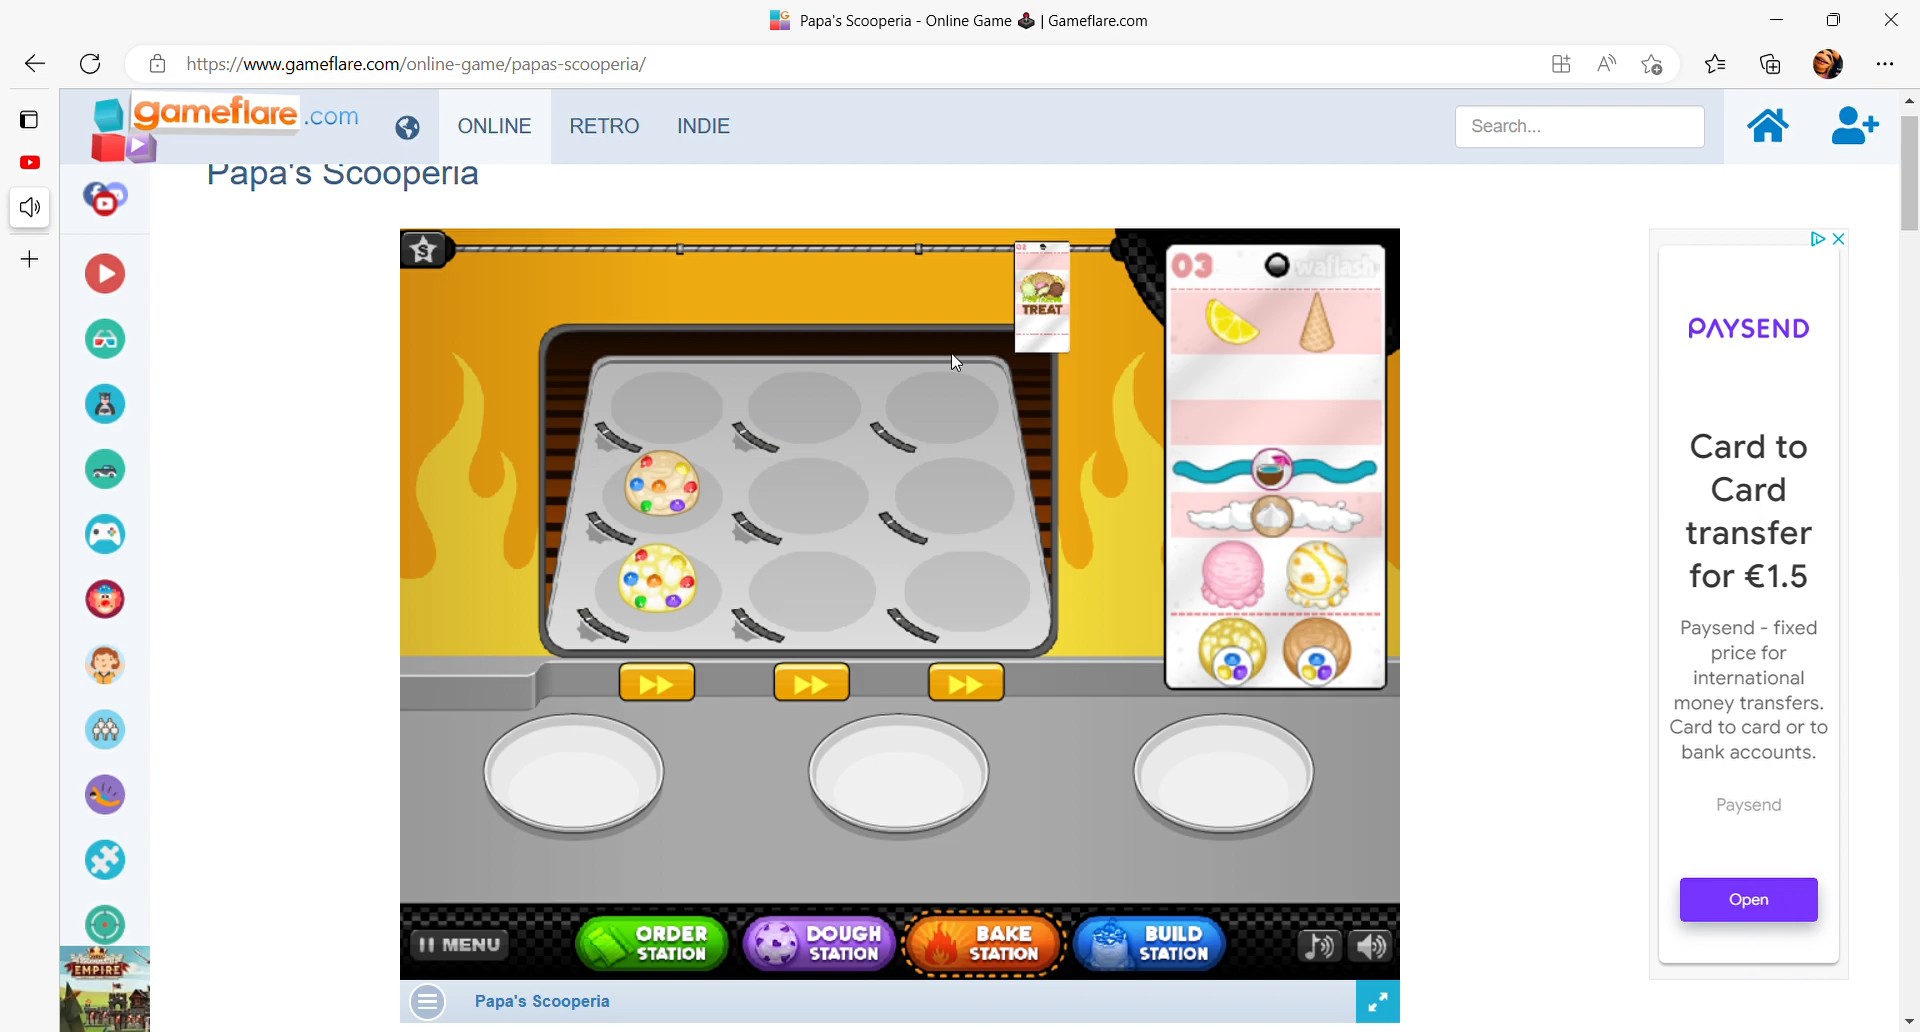 Papa's Scooperia - Online Game | Gameflare.com
https://www.gameflare.com/online-game/papas-scooperia/
gameflare.com
ONLINE
RETRO
INDIE
Search...
Papa's Scooperia
S
03
TREAT
03
waflash
MENU
ORDER STATION
DOUGH STATION
BAKE STATION
BUILD STATION
Papa's Scooperia
EMPIRE
PAYSEND
Card to
Card
transfer
for €1.5
Paysend - fixed
price for
international
money transfers.
Card to card or to
bank accounts.
Paysend
Open